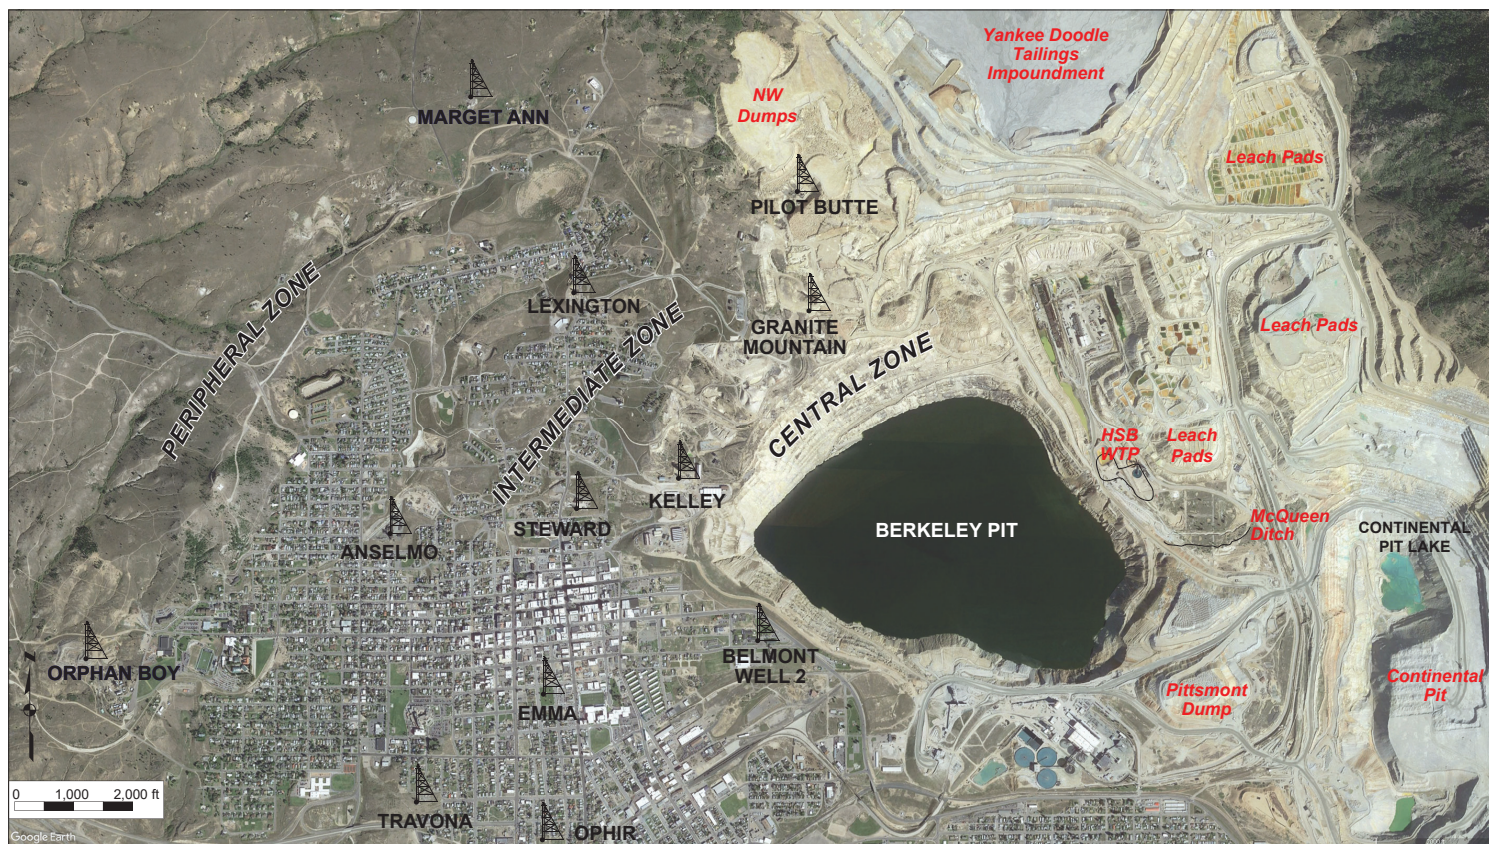 Yankee Doodle
Tailings
Impoundment
NW
Dumps
MARGET ANN
Leach Pads
PILOT BUTTE
PERIPHERAL ZONE
LEXINGTON
INTERMEDIATE ZONE
GRANITE
MOUNTAIN
Leach Pads
CENTRAL ZONE
HSB
WTP
Leach
Pads
KELLEY
STEWARD
ANSELMO
BERKELEY PIT
McQueen
Ditch
CONTINENTAL
PIT LAKE
ORPHAN BOY
BELMONT
WELL 2
EMMA
Pittsmont
Dump
Continental
Pit
0 1,000 2,000 ft
TRAVONA
OPHIR
Google Earth